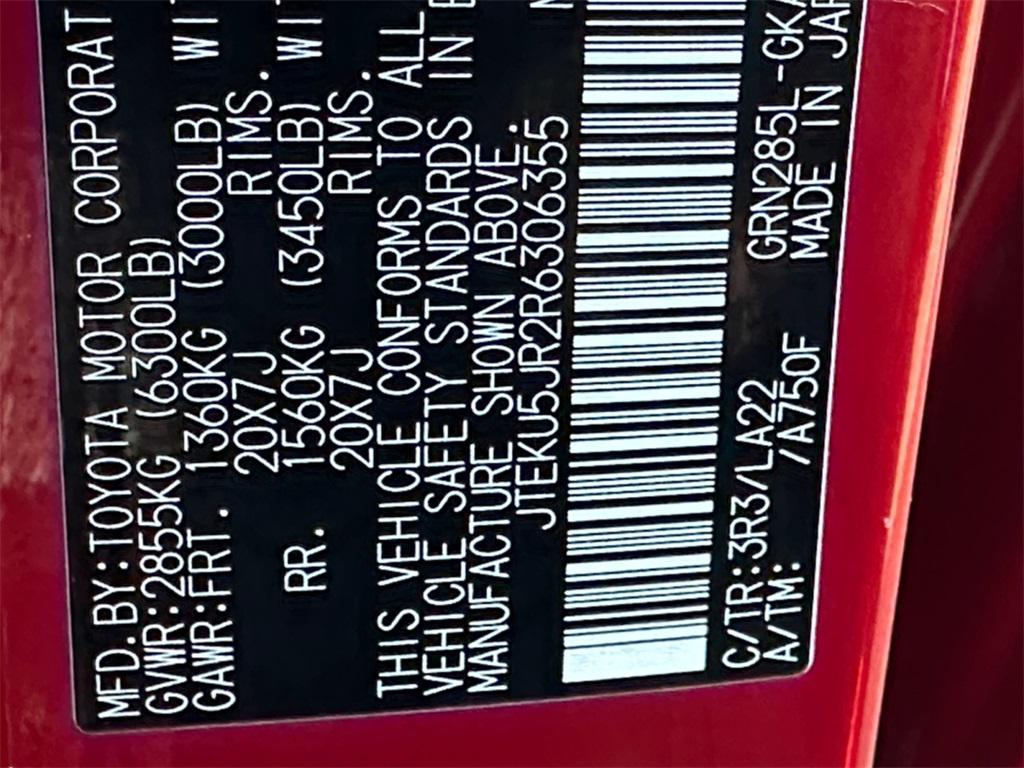 MFD.BY:TOYOTA MOTOR CORPORAT
GVWR:2855KG (6300LB)
GAWR:FRT. 1360KG (3000LB) WI
20X7J RIMS.
RR. 1560KG (3450LB) WI
20X7J RIMS.
THIS VEHICLE CONFORMS TO ALL
VEHICLE SAFETY STANDARDS IN
MANUFACTURE SHOWN ABOVE.
JTEKU5JR2R6306355
C/TR:3R3/LA22 GRN285L-GKA
A/TM: /A750F MADE IN JAP